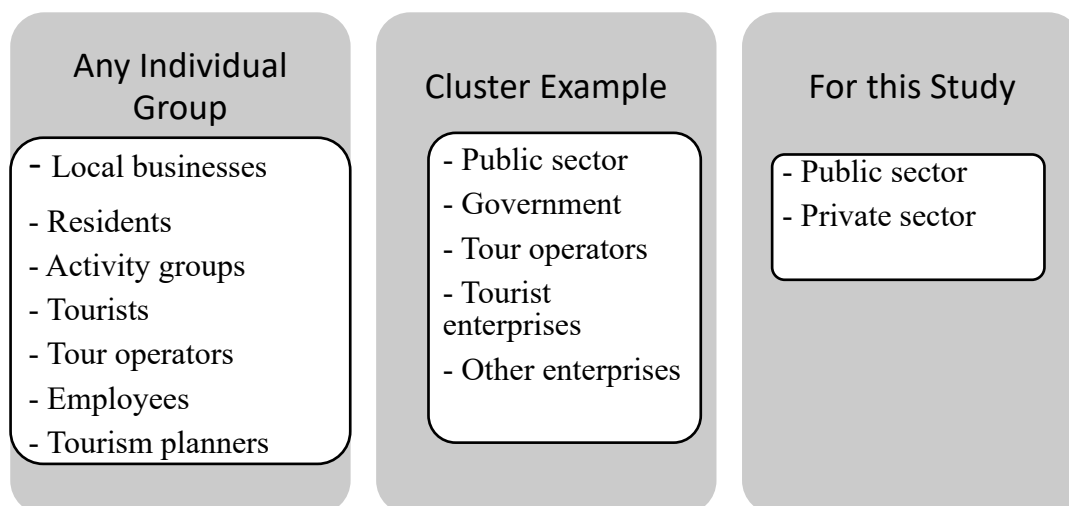 Any Individual
Group
- Local businesses
- Residents
- Activity groups
- Tourists
- Tour operators
- Employees
- Tourism planners
Cluster Example
- Public sector
- Government
- Tour operators
- Tourist
enterprises
- Other enterprises
For this Study
- Public sector
- Private sector